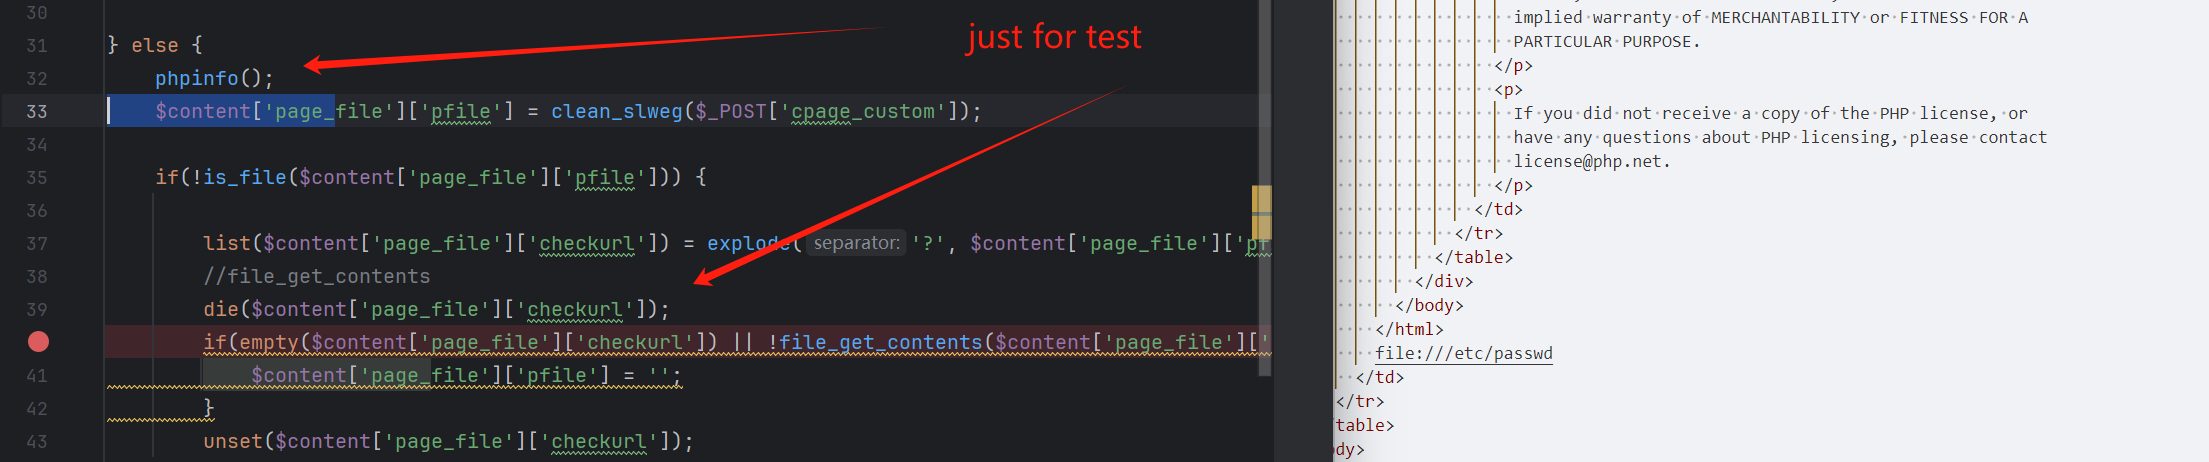 30
31 } else {
just for test
32 phpinfo();
33 $content['page_file']['pfile'] = clean_slweg($_POST['cpage_custom']);
34
35 if(!is_file($content['page_file']['pfile'])) {
36
37 list($content['page_file']['checkurl']) = explode( separator: '?', $content['page_file']['pf
38 //file_get_contents
39 die($content['page_file']['checkurl']);
if(empty($content['page_file']['checkurl']) || !file_get_contents($content['page_file']['
41 $content['page_file']['pfile'] = '';
42 }
43 unset($content['page_file']['checkurl']);
implied warranty of MERCHANTABILITY or FITNESS FOR A
PARTICULAR PURPOSE.
</p>
<p>
If you did not receive a copy of the PHP license, or
have any questions about PHP licensing, please contact
license@php.net.
</p>
</td>
</tr>
</table>
</div>
</body>
</html>
file:///etc/passwd
</td>
</tr>
table>
dy>